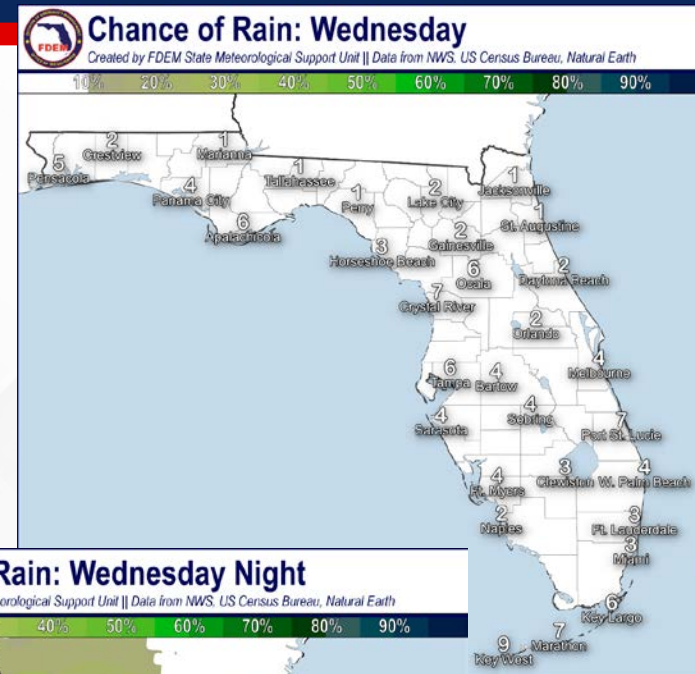 FDEM
Chance of Rain: Wednesday
Created by FDEM State Meteorological Support Unit || Data from NWS, US Census Bureau, Natural Earth
10% 20% 30% 40% 50% 60% 70% 80% 90%
2
Crestview
1
Marianna
5
Pensacola
4
Panama City
6
Apalachicola
1
Tallahassee
1
Perry
2
Lake City
1
Jacksonville
1
St. Augustine
2
Gainesville
3
Horseshoe Beach
6
Ocala
2
Daytona Beach
7
Crystal River
2
Orlando
6
Tampa
4
Bartow
4
Melbourne
4
Sarasota
4
Sebring
7
Port St. Lucie
4
Ft. Myers
3
Clewiston
4
W. Palm Beach
2
Naples
3
Ft. Lauderdale
3
Miami
6
Key Largo
7
Marathon
9
Key West
Rain: Wednesday Night
orological Support Unit || Data from NWS, US Census Bureau, Natural Earth
40% 50% 60% 70% 80% 90%